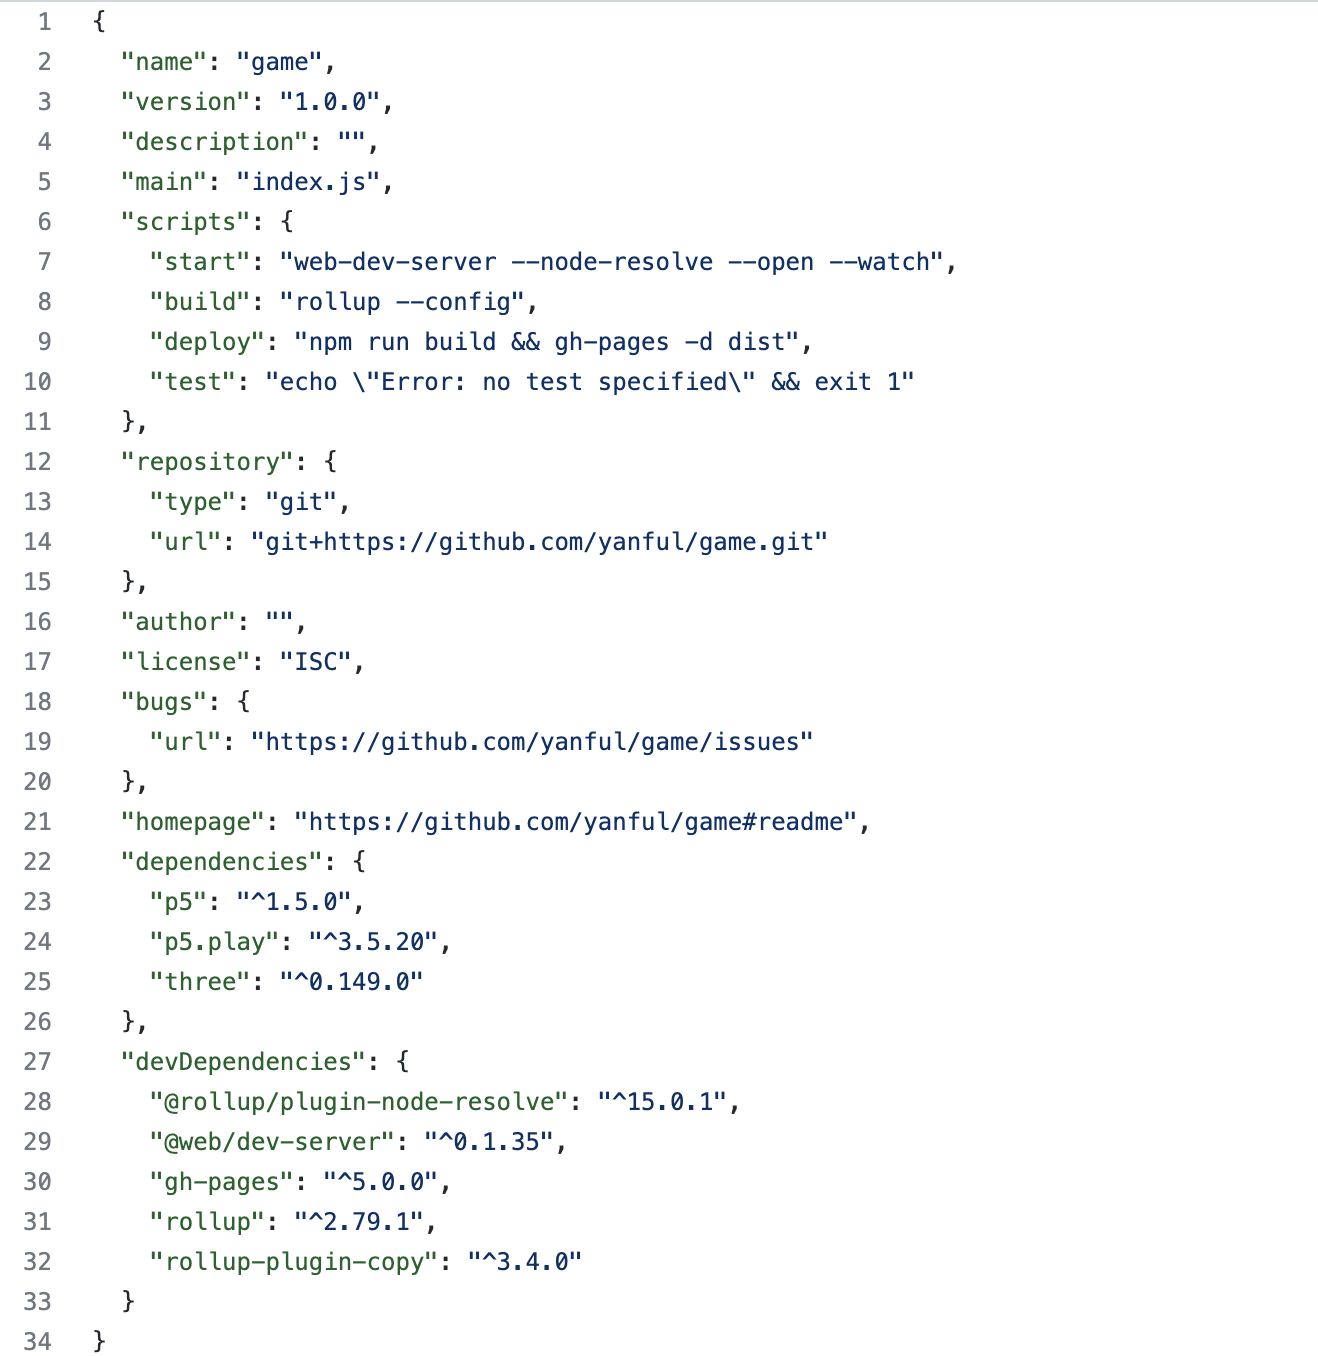 1 {
2   "name": "game",
3   "version": "1.0.0",
4   "description": "",
5   "main": "index.js",
6   "scripts": {
7     "start": "web-dev-server --node-resolve --open --watch",
8     "build": "rollup --config",
9     "deploy": "npm run build && gh-pages -d dist",
10     "test": "echo \"Error: no test specified\" && exit 1"
11   },
12   "repository": {
13     "type": "git",
14     "url": "git+https://github.com/yanful/game.git"
15   },
16   "author": "",
17   "license": "ISC",
18   "bugs": {
19     "url": "https://github.com/yanful/game/issues"
20   },
21   "homepage": "https://github.com/yanful/game#readme",
22   "dependencies": {
23     "p5": "^1.5.0",
24     "p5.play": "^3.5.20",
25     "three": "^0.149.0"
26   },
27   "devDependencies": {
28     "@rollup/plugin-node-resolve": "^15.0.1",
29     "@web/dev-server": "^0.1.35",
30     "gh-pages": "^5.0.0",
31     "rollup": "^2.79.1",
32     "rollup-plugin-copy": "^3.4.0"
33   }
34 }